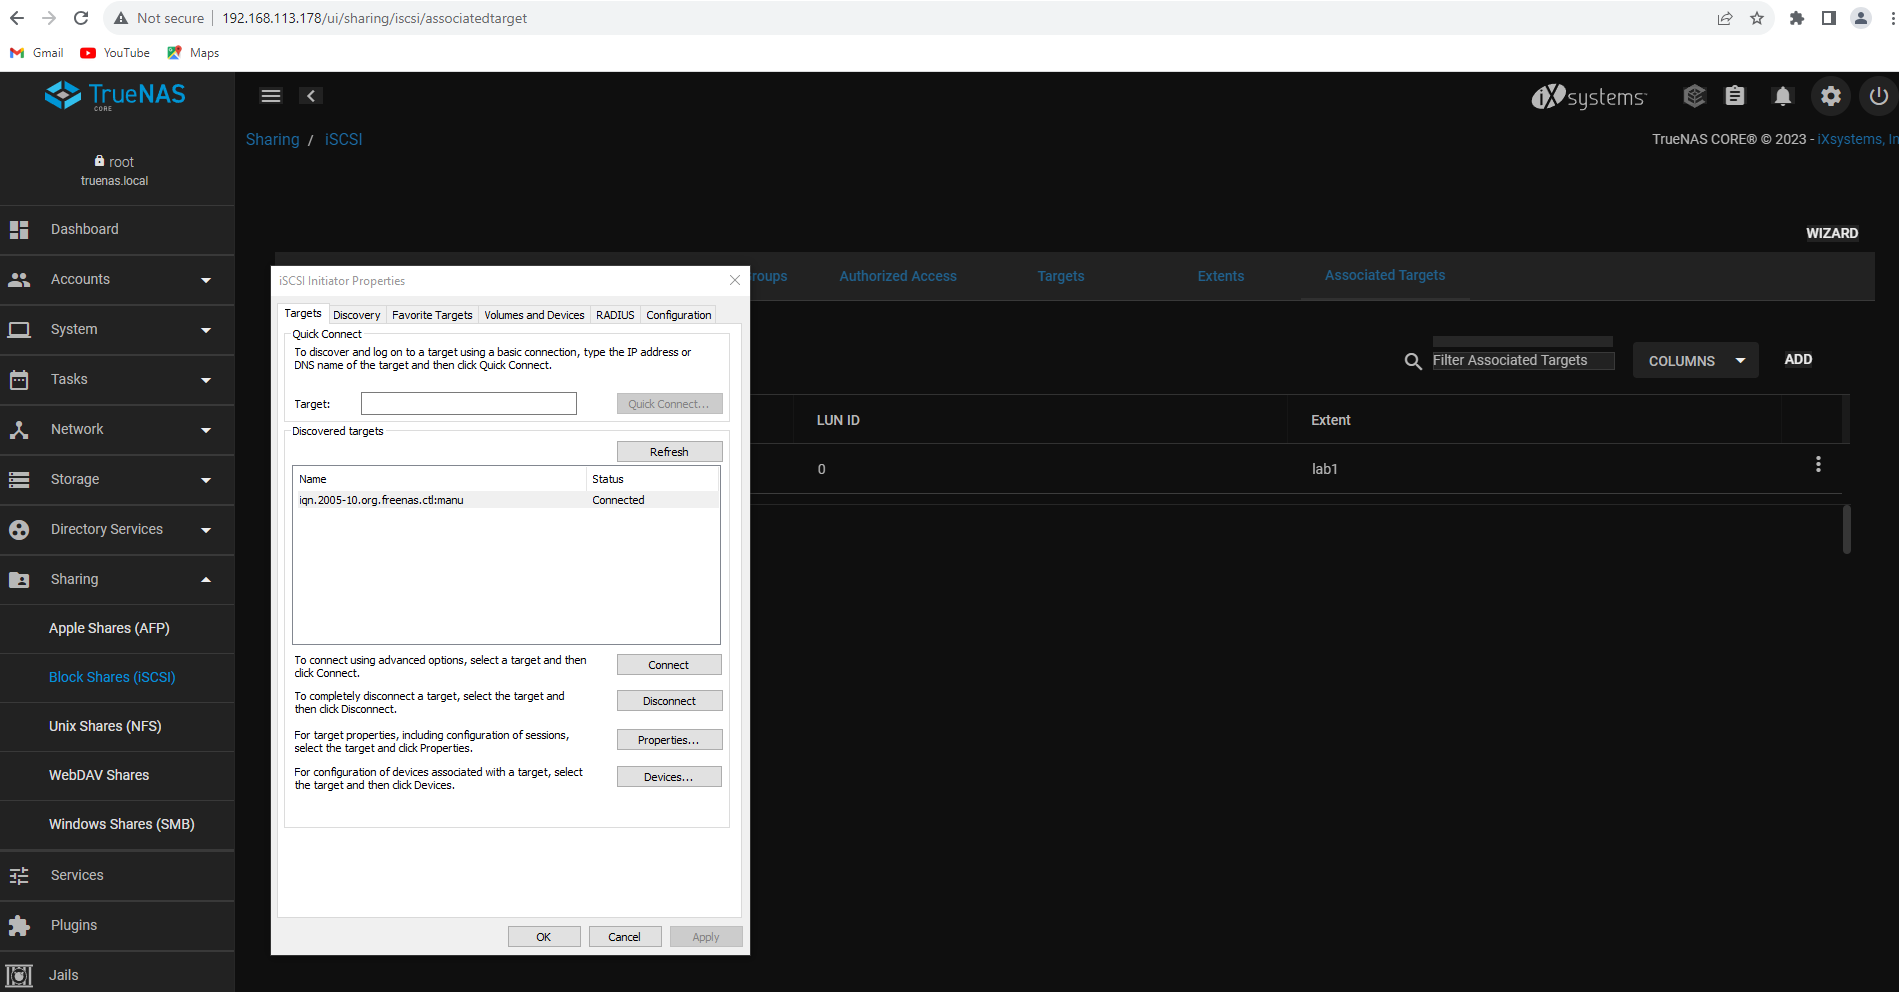 Not secure | 192.168.113.178/ui/sharing/iscsi/associatedtarget
Gmail YouTube Maps
TrueNAS
CORE
root
truenas.local
Dashboard
Accounts
System
Tasks
Network
Storage
Directory Services
Sharing
Apple Shares (AFP)
Block Shares (iSCSI)
Unix Shares (NFS)
WebDAV Shares
Windows Shares (SMB)
Services
Plugins
Jails
iXsystems
Sharing / iSCSI
TrueNAS CORE® © 2023 - iXsystems, In
WIZARD
roups Authorized Access Targets Extents Associated Targets
Filter Associated Targets COLUMNS ADD
LUN ID Extent
0 lab1
iSCSI Initiator Properties
Targets Discovery Favorite Targets Volumes and Devices RADIUS Configuration
Quick Connect
To discover and log on to a target using a basic connection, type the IP address or
DNS name of the target and then click Quick Connect.
Target: Quick Connect...
Discovered targets
Refresh
Name Status
iqn.2005-10.org.freenas.ctl:manu Connected
To connect using advanced options, select a target and then
click Connect.
Connect
To completely disconnect a target, select the target and
then click Disconnect.
Disconnect
For target properties, including configuration of sessions,
select the target and click Properties.
Properties...
For configuration of devices associated with a target, select
the target and then click Devices.
Devices...
OK Cancel Apply